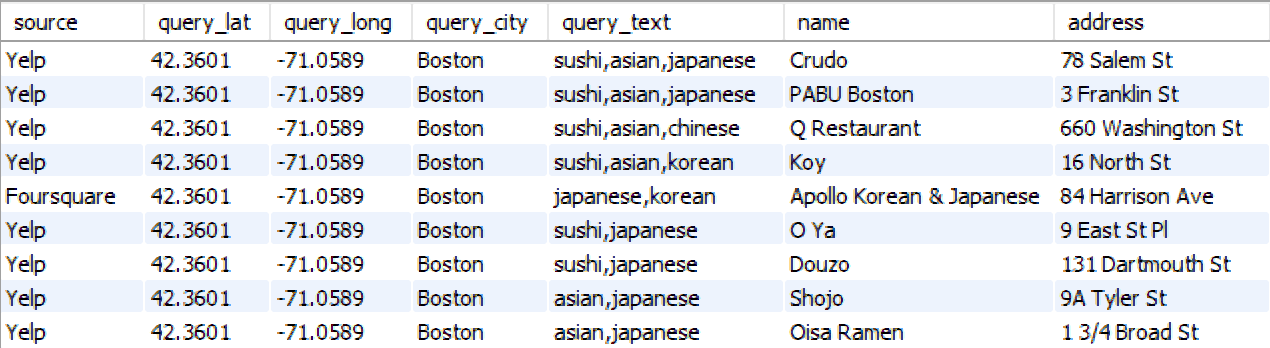 source query_lat query_long query_city query_text name address
Yelp 42.3601 -71.0589 Boston sushi,asian,japanese Crudo 78 Salem St
Yelp 42.3601 -71.0589 Boston sushi,asian,japanese PABU Boston 3 Franklin St
Yelp 42.3601 -71.0589 Boston sushi,asian,chinese Q Restaurant 660 Washington St
Yelp 42.3601 -71.0589 Boston sushi,asian,korean Koy 16 North St
Foursquare 42.3601 -71.0589 Boston japanese,korean Apollo Korean & Japanese 84 Harrison Ave
Yelp 42.3601 -71.0589 Boston sushi,japanese O Ya 9 East St Pl
Yelp 42.3601 -71.0589 Boston sushi,japanese Douzo 131 Dartmouth St
Yelp 42.3601 -71.0589 Boston asian,japanese Shojo 9A Tyler St
Yelp 42.3601 -71.0589 Boston asian,japanese Oisa Ramen 1 3/4 Broad St